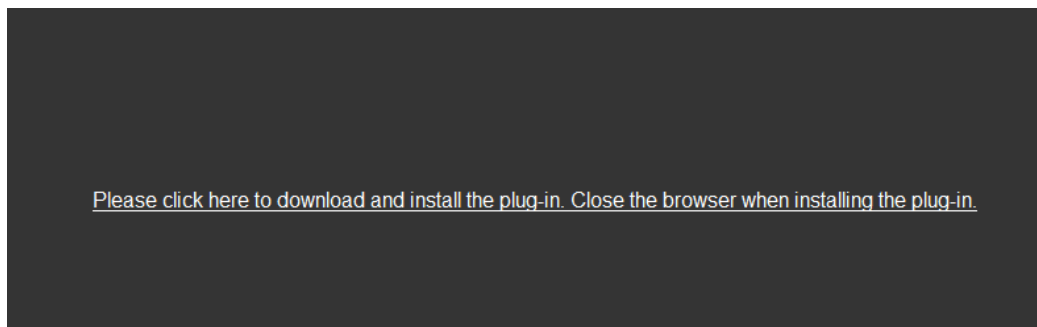 Please click here to download and install the plug-in. Close the browser when installing the plug-in.